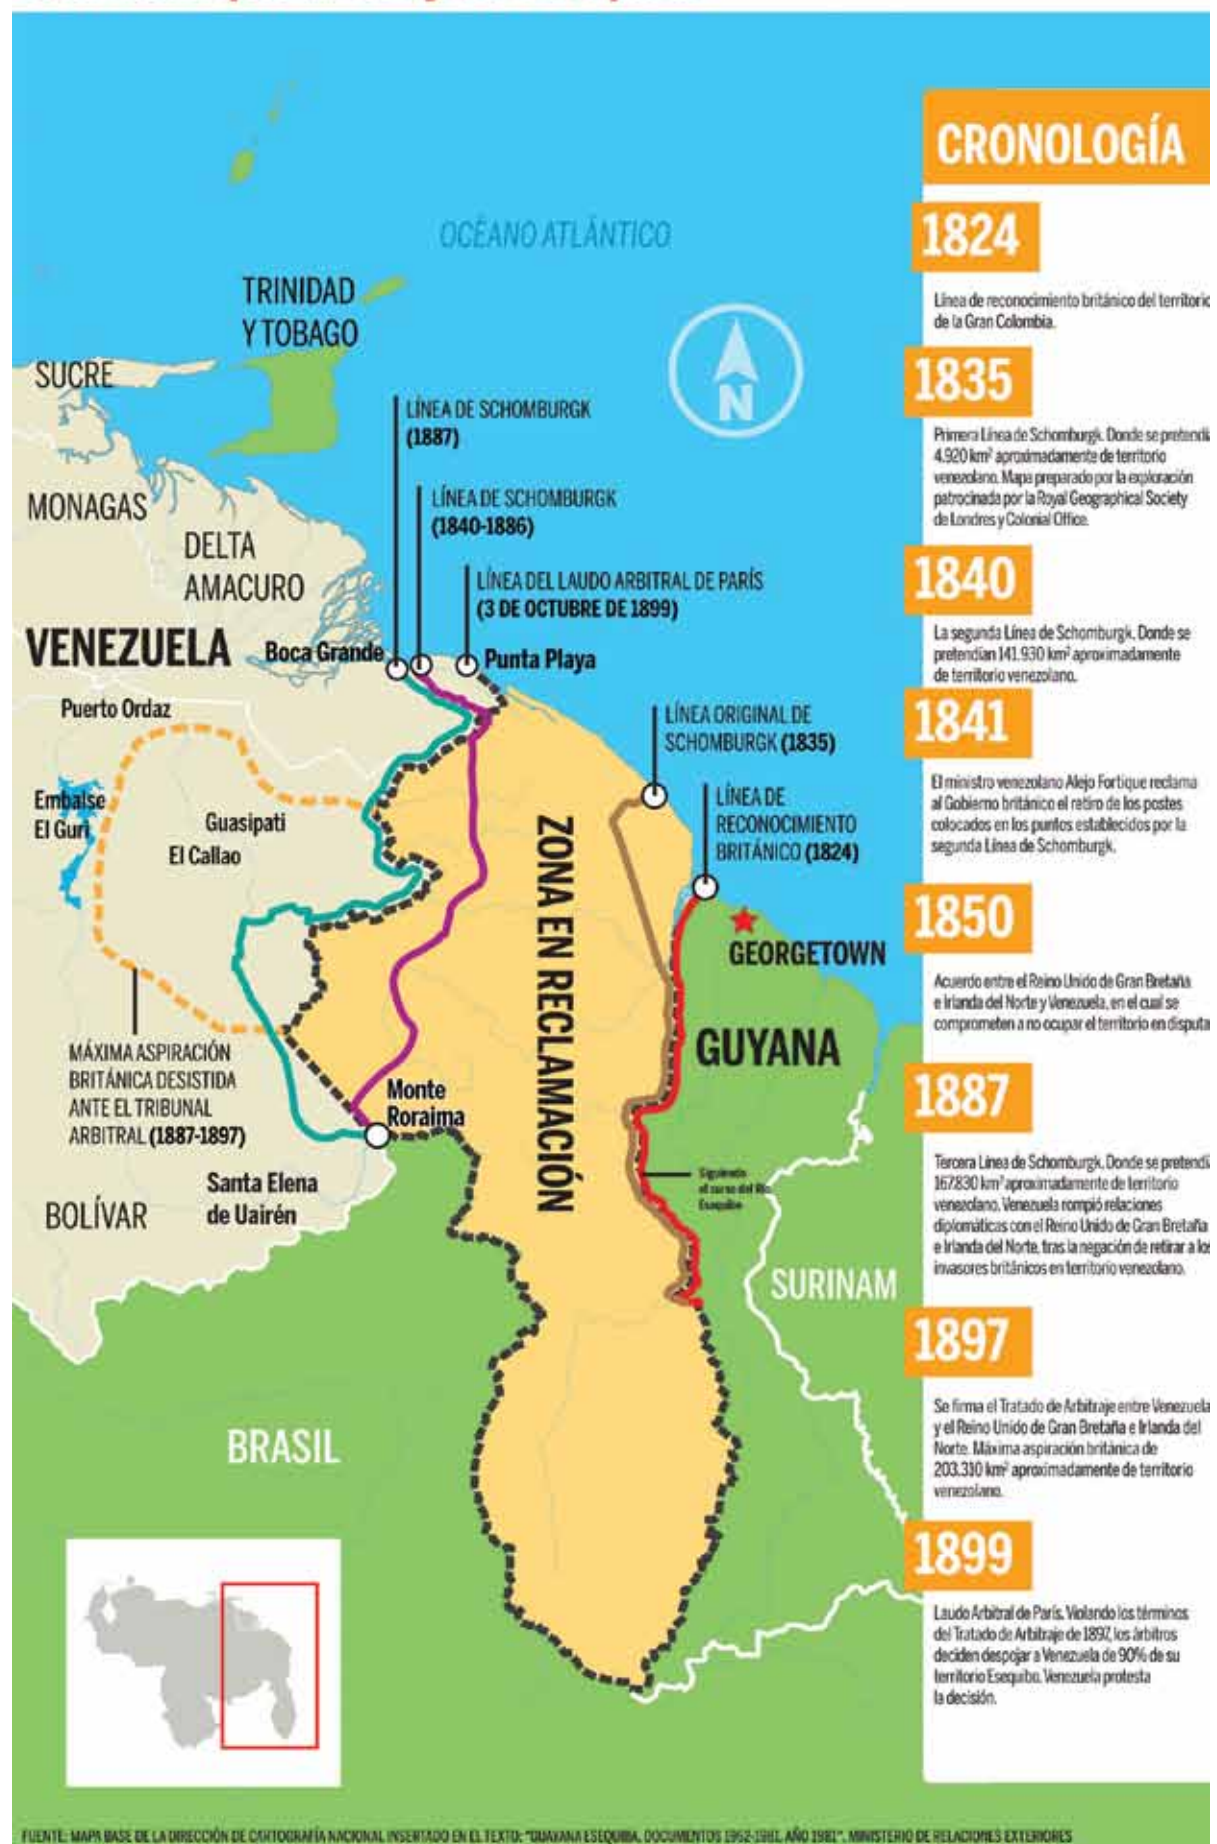 OCÉANO ATLÁNTICO
TRINIDAD
Y TOBAGO
N
SUCRE
MONAGAS
DELTA
AMACURO
VENEZUELA
LÍNEA DE SCHOMBURGK
(1887)
LÍNEA DE SCHOMBURGK
(1840-1886)
LÍNEA DEL LAUDO ARBITRAL DE PARÍS
(3 DE OCTUBRE DE 1899)
Boca Grande
Punta Playa
Puerto Ordaz
Embalse
El Guri
Guasipati
El Callao
LÍNEA ORIGINAL DE
SCHOMBURGK (1835)
LÍNEA DE
RECONOCIMIENTO
BRITÁNICO (1824)
ZONA EN RECLAMACIÓN
GEORGETOWN
GUYANA
MÁXIMA ASPIRACIÓN
BRITÁNICA DESISTIDA
ANTE EL TRIBUNAL
ARBITRAL (1887-1897)
Monte
Roraima
Siguiendo
el curso del Río
Esequibo
Santa Elena
de Uairén
BOLÍVAR
SURINAM
BRASIL
CRONOLOGÍA
1824
Línea de reconocimiento británico del territorio
de la Gran Colombia.
1835
Primera Línea de Schomburgk. Donde se pretendía
4.920 km² aproximadamente de territorio
venezolano. Mapa preparado por la exploración
patrocinada por la Royal Geographical Society
de Londres y Colonial Office.
1840
La segunda Línea de Schomburgk. Donde se
pretendían 141.930 km² aproximadamente
de territorio venezolano.
1841
El ministro venezolano Alejo Fortique reclama
al Gobierno británico el retiro de los postes
colocados en los puntos establecidos por la
segunda Línea de Schomburgk.
1850
Acuerdo entre el Reino Unido de Gran Bretaña
e Irlanda del Norte y Venezuela, en el cual se
comprometen a no ocupar el territorio en disputa
1887
Tercera Línea de Schomburgk. Donde se pretendía
167.830 km² aproximadamente de territorio
venezolano. Venezuela rompió relaciones
diplomáticas con el Reino Unido de Gran Bretaña
e Irlanda del Norte, tras la negación de retirar a los
invasores británicos en territorio venezolano.
1897
Se firma el Tratado de Arbitraje entre Venezuela
y el Reino Unido de Gran Bretaña e Irlanda del
Norte. Máxima aspiración británica de
203.310 km² aproximadamente de territorio
venezolano.
1899
Laudo Arbitral de París. Violando los términos
del Tratado de Arbitraje de 1897, los árbitros
deciden despojar a Venezuela de 90% de su
territorio Esequibo. Venezuela protesta
la decisión.
FUENTE: MAPA BASE DE LA DIRECCIÓN DE CARTOGRAFÍA NACIONAL INSERTADO EN EL TEXTO: "GUAYANA ESEQUIBA, DOCUMENTOS 1962-1981, AÑO 1981". MINISTERIO DE RELACIONES EXTERIORES